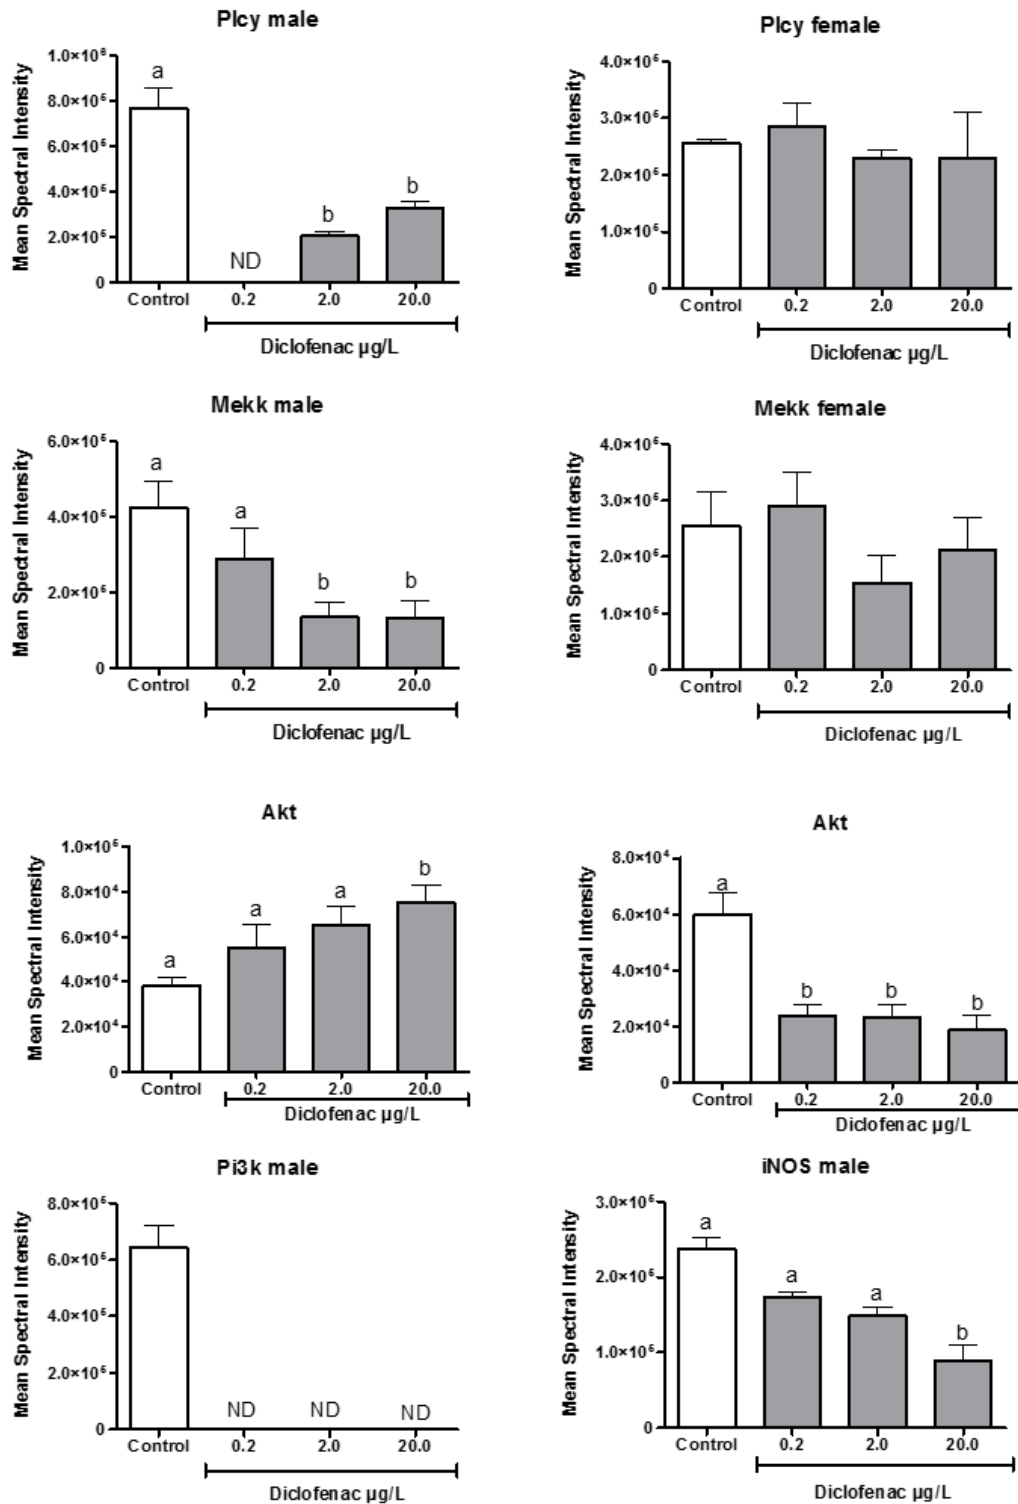 Plcy male
Mean Spectral Intensity
1.0×10⁶
8.0×10⁵
6.0×10⁵
4.0×10⁵
2.0×10⁵
0
a
ND
b
b
Control 0.2 2.0 20.0
Diclofenac µg/L
Plcy female
Mean Spectral Intensity
4.0×10⁵
3.0×10⁵
2.0×10⁵
1.0×10⁵
0
Control 0.2 2.0 20.0
Diclofenac µg/L
Mekk male
Mean Spectral Intensity
6.0×10⁵
4.0×10⁵
2.0×10⁵
0
a
a
b
b
Control 0.2 2.0 20.0
Diclofenac µg/L
Mekk female
Mean Spectral Intensity
4.0×10⁵
3.0×10⁵
2.0×10⁵
1.0×10⁵
0
Control 0.2 2.0 20.0
Diclofenac µg/L
Akt
Mean Spectral Intensity
1.0×10⁵
8.0×10⁴
6.0×10⁴
4.0×10⁴
2.0×10⁴
0
a
a
a
b
Control 0.2 2.0 20.0
Diclofenac µg/L
Akt
Mean Spectral Intensity
8.0×10⁴
6.0×10⁴
4.0×10⁴
2.0×10⁴
0
a
b
b
b
Control 0.2 2.0 20.0
Diclofenac µg/L
Pi3k male
Mean Spectral Intensity
8.0×10⁵
6.0×10⁵
4.0×10⁵
2.0×10⁵
0
ND
ND
ND
Control 0.2 2.0 20.0
Diclofenac µg/L
iNOS male
Mean Spectral Intensity
3.0×10⁵
2.0×10⁵
1.0×10⁵
0
a
a
a
b
Control 0.2 2.0 20.0
Diclofenac µg/L